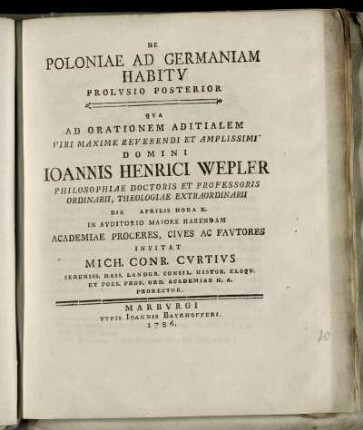 DE
POLONIAE AD GERMANIAM
HABITV
PROLVSIO POSTERIOR
QVA
AD ORATIONEM ADITIALEM
VIRI MAXIME REVERENDI ET AMPLISSIMI
DOMINI
IOANNIS HENRICI WEPLER
PHILOSOPHIAE DOCTORIS ET PROFESSORIS
ORDINARII, THEOLOGIAE EXTRAORDINARII
DIE APRILIS HORA X.
IN AVDITORIO MAIORE HABENDAM
ACADEMIAE PROCERES, CIVES AC FAVTORES
INVITAT
MICH. CONR. CVRTIVS
SERENISS. HASS. LANDGR. CONSIL. HISTOR. ELOQV.
ET POES. PROF. ORD. ACADEMIAE H. A.
PRORECTOR.
MARBVRGI
TYPIS IOANNIS BAYRHOFFERI.
1786.